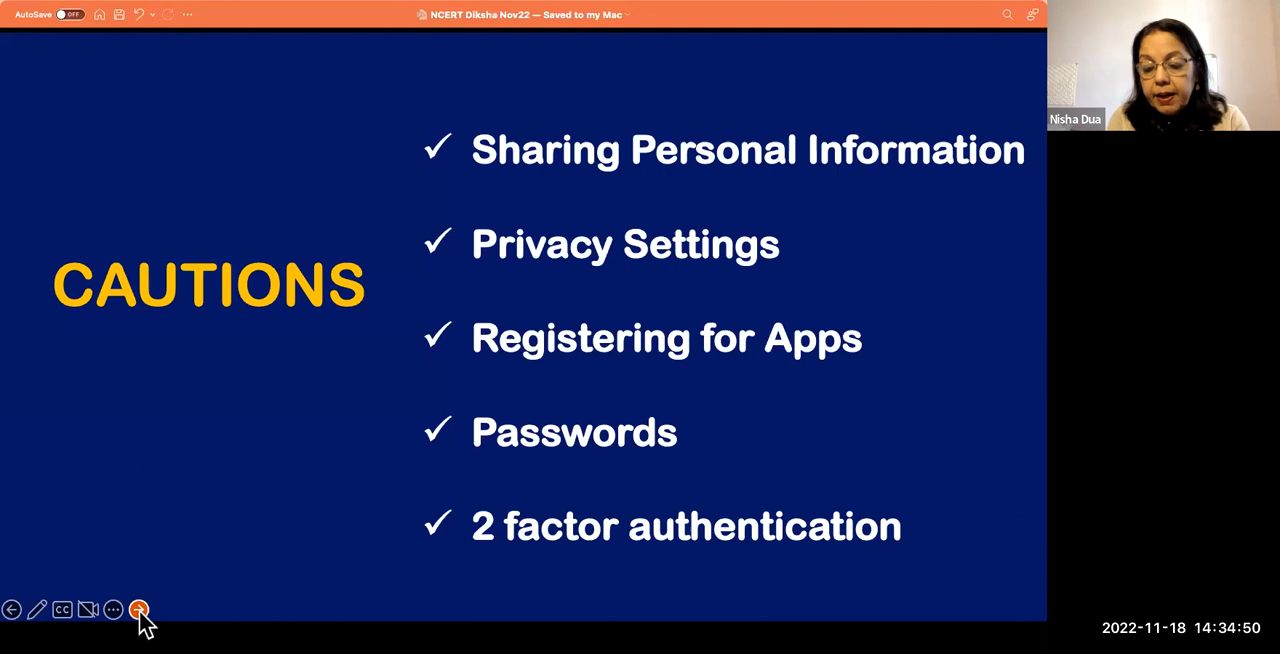 AutoSave OFF
NCERT Diksha Nov22 — Saved to my Mac
Nisha Dua
CAUTIONS
✓ Sharing Personal Information
✓ Privacy Settings
✓ Registering for Apps
✓ Passwords
✓ 2 factor authentication
CC
2022-11-18 14:34:50